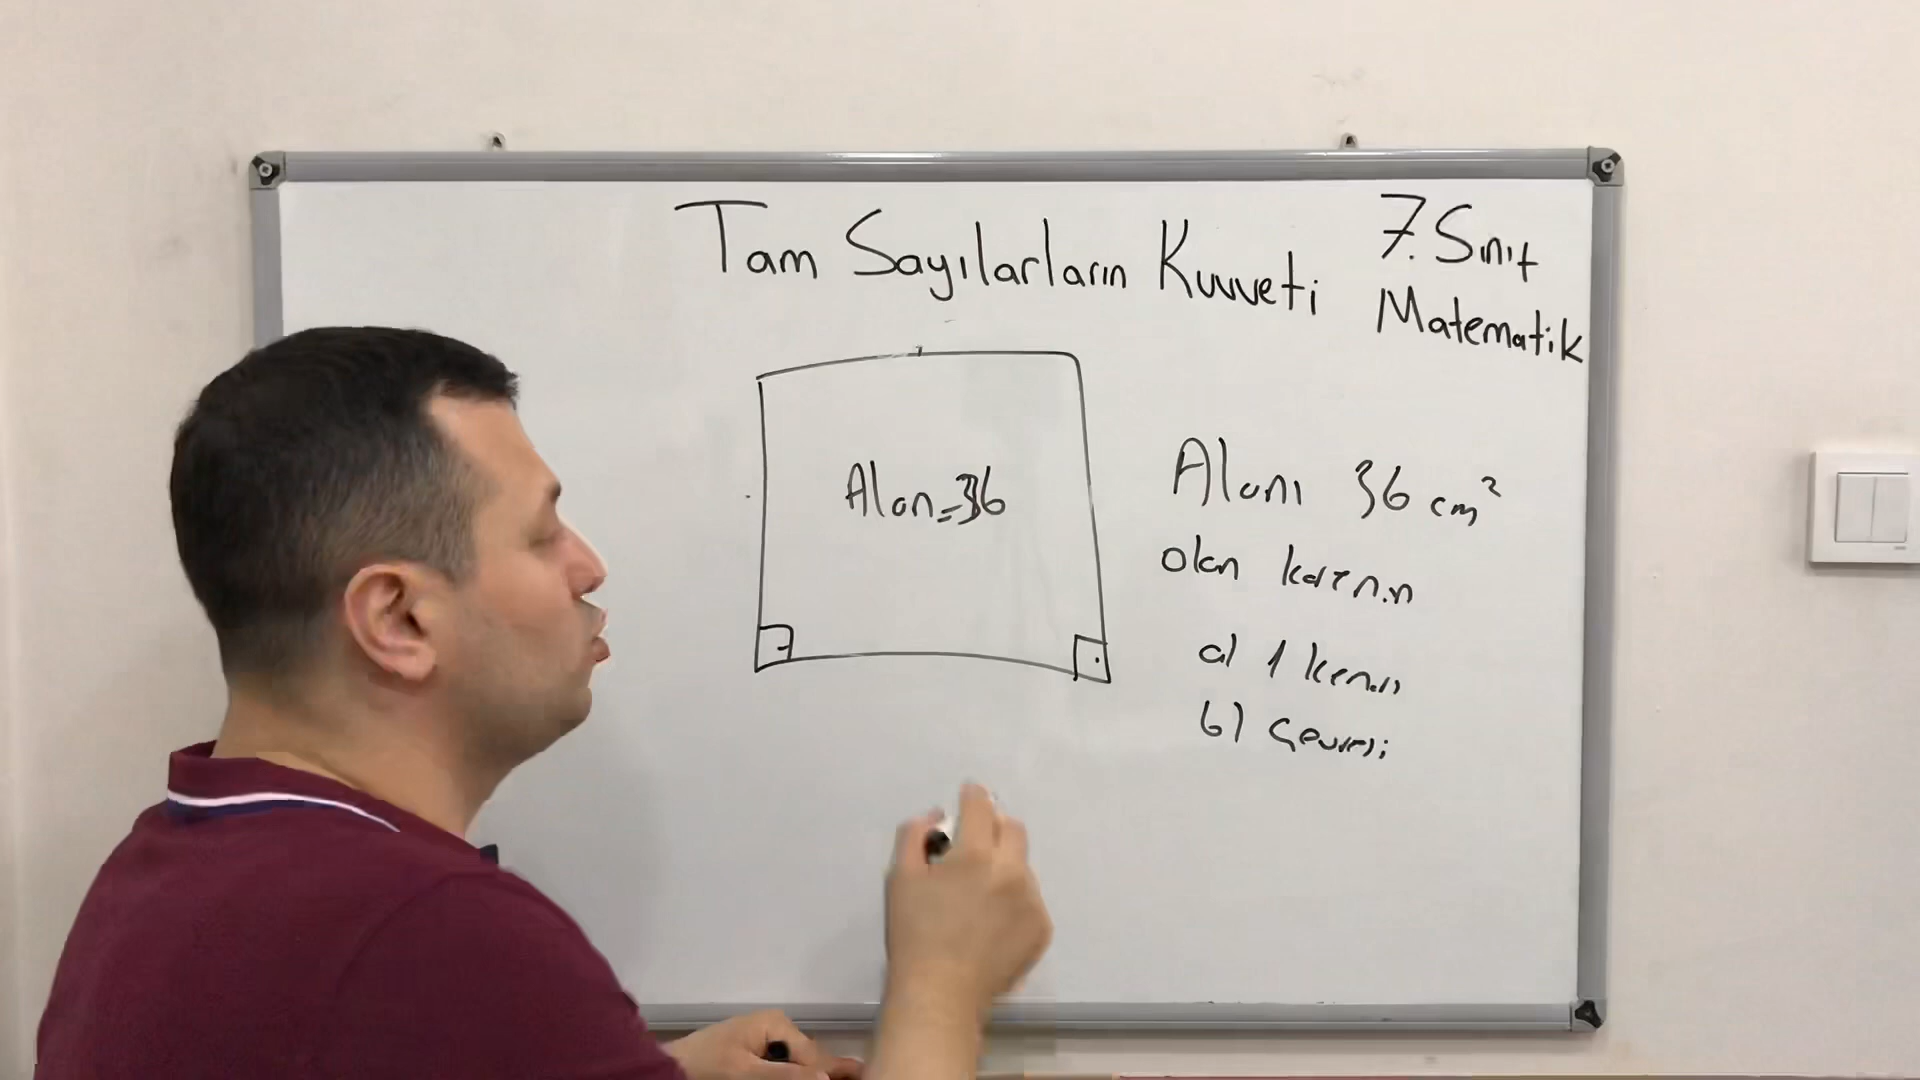 Tam Sayılarların Kuvveti
7. Sınıf
Matematik
Alan=36
Alanı 36 cm²
olan karenin
a) 1 kenarı
b) Çevresi